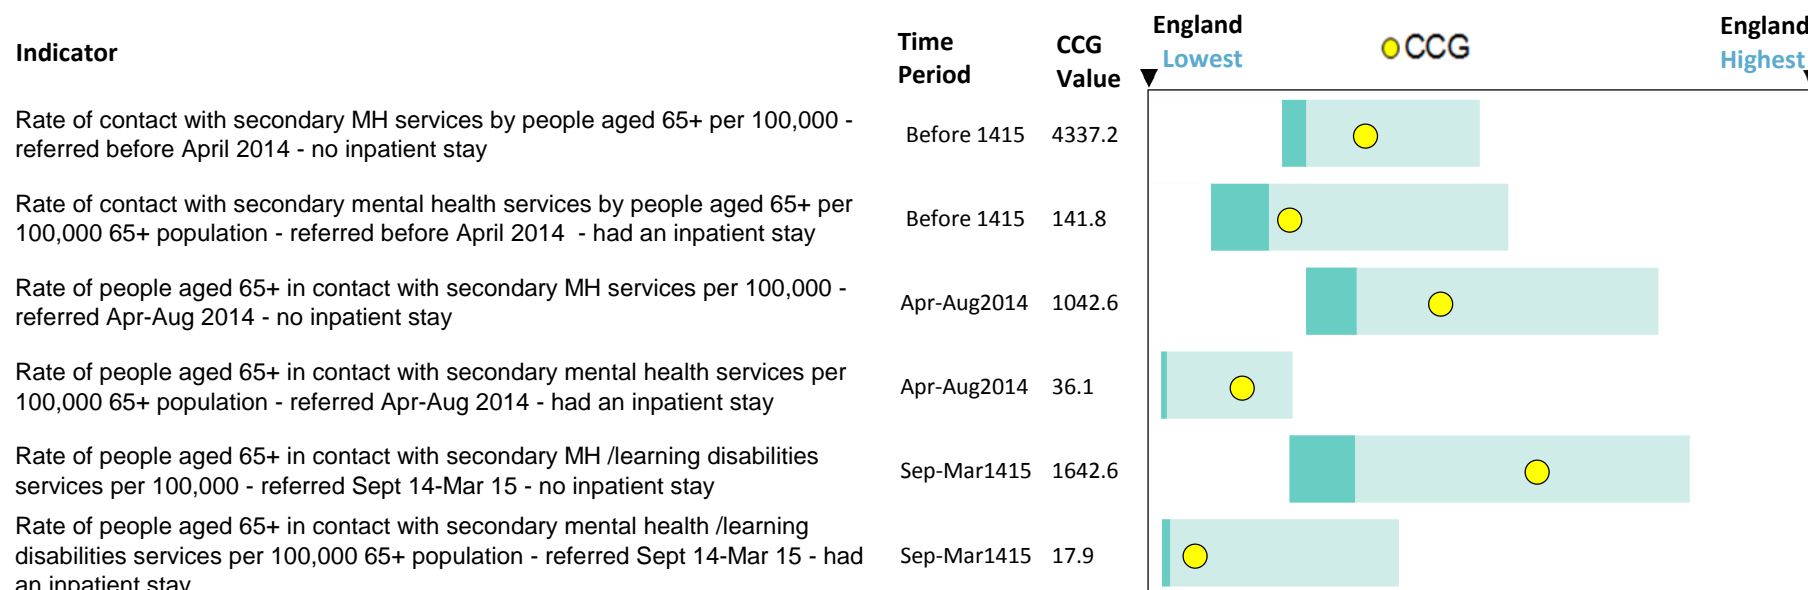 Indicator
Time Period
CCG Value
England Lowest
CCG
England Highest
Rate of contact with secondary MH services by people aged 65+ per 100,000 -
referred before April 2014 - no inpatient stay
Before 1415 4337.2
Rate of contact with secondary mental health services by people aged 65+ per
100,000 65+ population - referred before April 2014 - had an inpatient stay
Before 1415 141.8
Rate of people aged 65+ in contact with secondary MH services per 100,000 -
referred Apr-Aug 2014 - no inpatient stay
Apr-Aug2014 1042.6
Rate of people aged 65+ in contact with secondary mental health services per
100,000 65+ population - referred Apr-Aug 2014 - had an inpatient stay
Apr-Aug2014 36.1
Rate of people aged 65+ in contact with secondary MH /learning disabilities
services per 100,000 - referred Sept 14-Mar 15 - no inpatient stay
Sep-Mar1415 1642.6
Rate of people aged 65+ in contact with secondary mental health /learning
disabilities services per 100,000 65+ population - referred Sept 14-Mar 15 - had
an inpatient stay
Sep-Mar1415 17.9